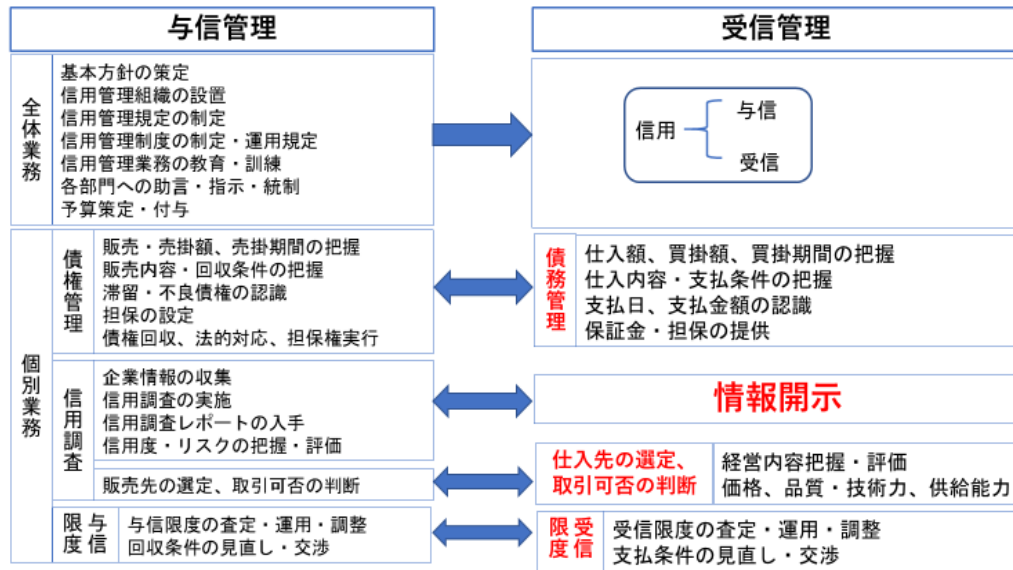 与信管理
受信管理
全体業務
基本方針の策定
信用管理組織の設置
信用管理規定の制定
信用管理制度の制定・運用規定
信用管理業務の教育・訓練
各部門への助言・指示・統制
予算策定・付与
信用
与信
受信
個別業務
債権管理
販売・売掛額、売掛期間の把握
販売内容・回収条件の把握
滞留・不良債権の認識
担保の設定
債権回収、法的対応、担保権実行
債務管理
仕入額、買掛額、買掛期間の把握
仕入内容・支払条件の把握
支払日、支払金額の認識
保証金・担保の提供
信用調査
企業情報の収集
信用調査の実施
信用調査レポートの入手
信用度・リスクの把握・評価
情報開示
販売先の選定、取引可否の判断
仕入先の選定、
取引可否の判断
経営内容把握・評価
価格、品質・技術力、供給能力
与信
限度
与信限度の査定・運用・調整
回収条件の見直し・交渉
受信
限度
受信限度の査定・運用・調整
支払条件の見直し・交渉